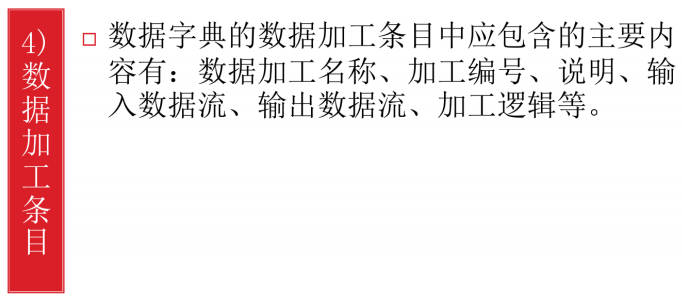 4)数据加工条目
数据字典的数据加工条目中应包含的主要内
容有：数据加工名称、加工编号、说明、输
入数据流、输出数据流、加工逻辑等。